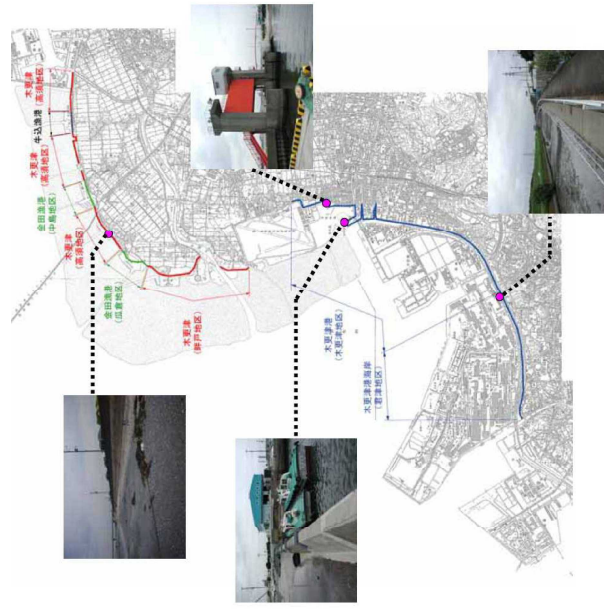 木更津港海岸
(君津地区)
木更津港
(木更津地区)
木更津
(畔戸地区)
金田漁港
(瓜倉地区)
木更津
(高須地区)
金田漁港
(中島地区)
木更津
(高須地区)
牛込漁港
木更津
(高須地区)